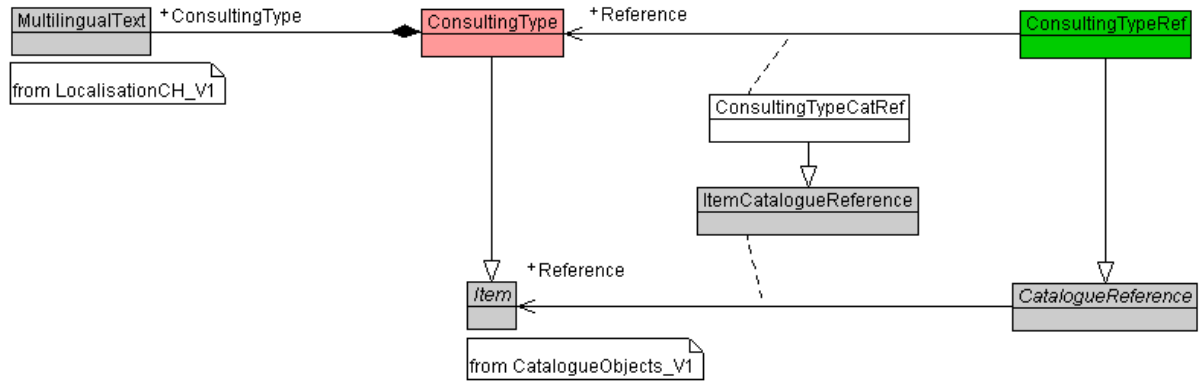 MultilingualText
+ConsultingType
ConsultingType
+Reference
ConsultingTypeRef
from LocalisationCH_V1
ConsultingTypeCatRef
ItemCatalogueReference
+Reference
Item
CatalogueReference
from CatalogueObjects_V1